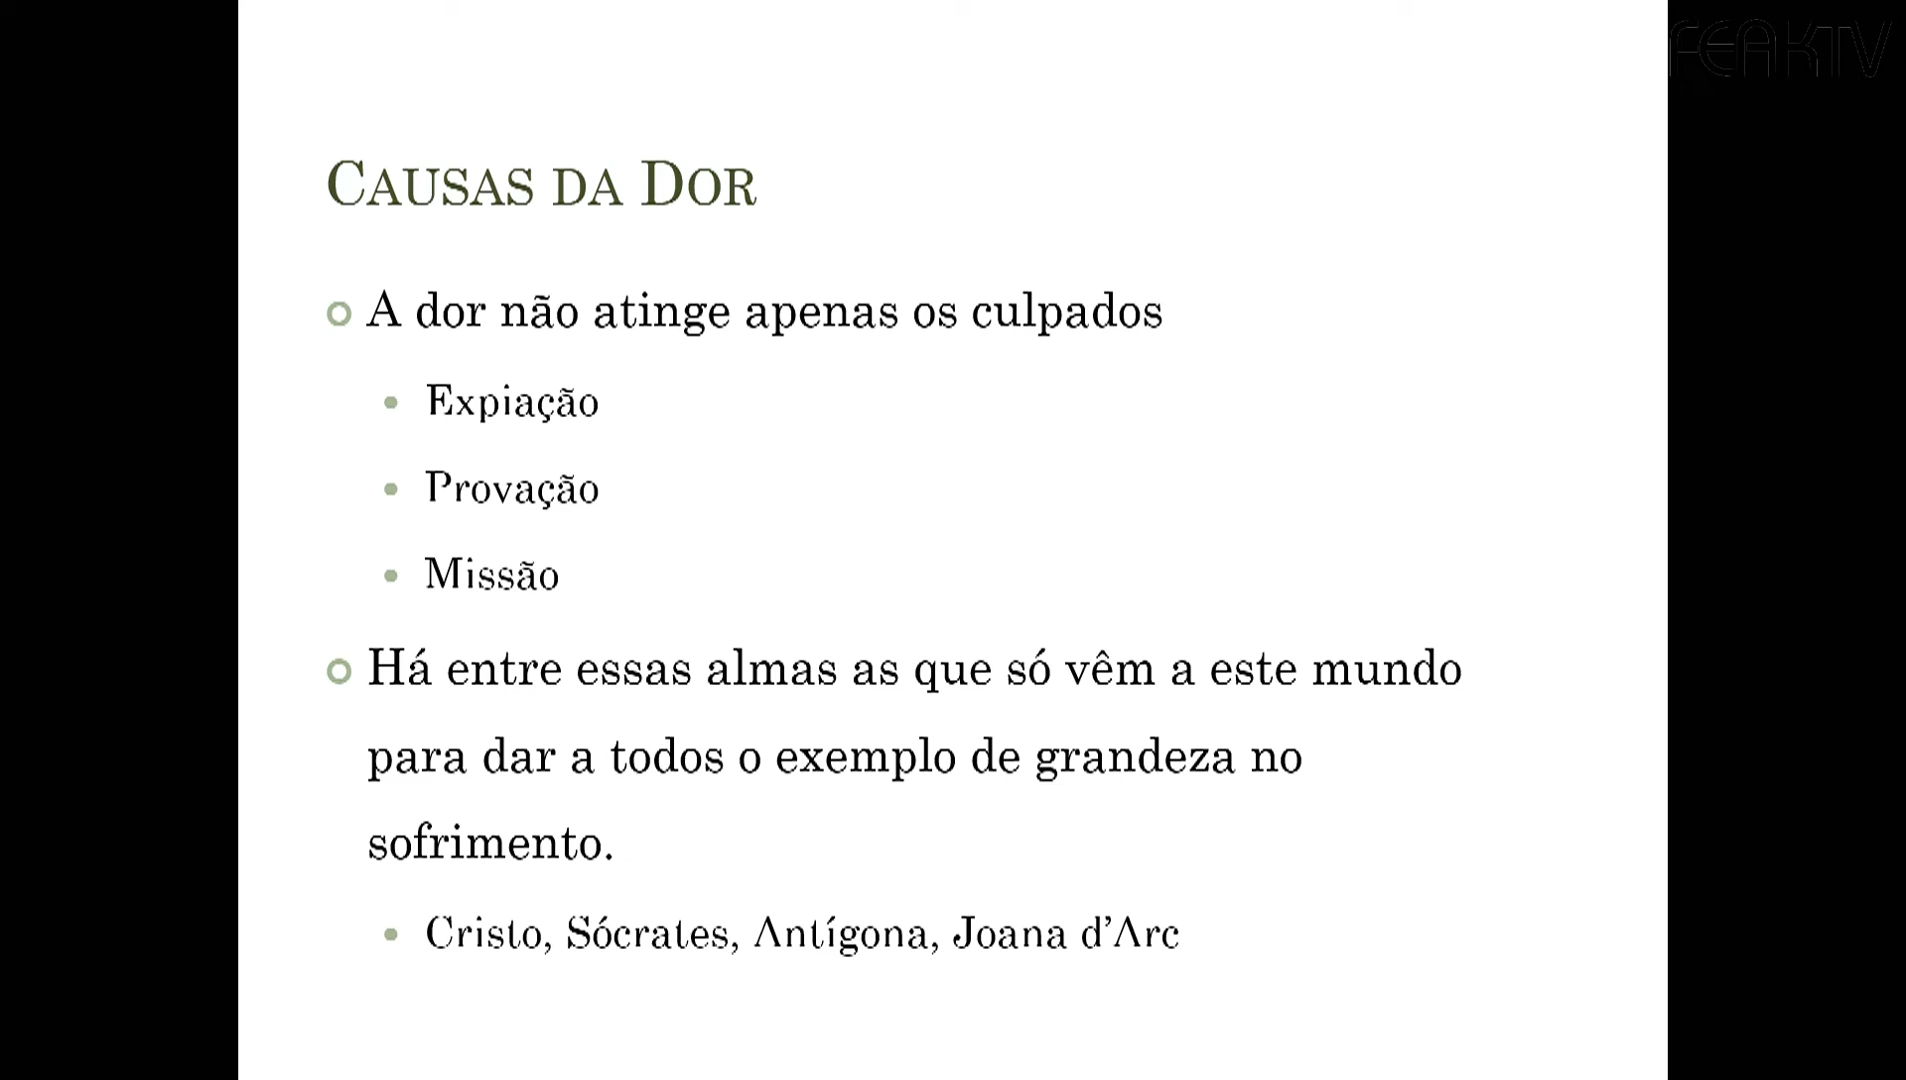 FEAKTV
CAUSAS DA DOR
A dor não atinge apenas os culpados
Expiação
Provação
Missão
Há entre essas almas as que só vêm a este mundo
para dar a todos o exemplo de grandeza no
sofrimento.
Cristo, Sócrates, Antígona, Joana d’Arc